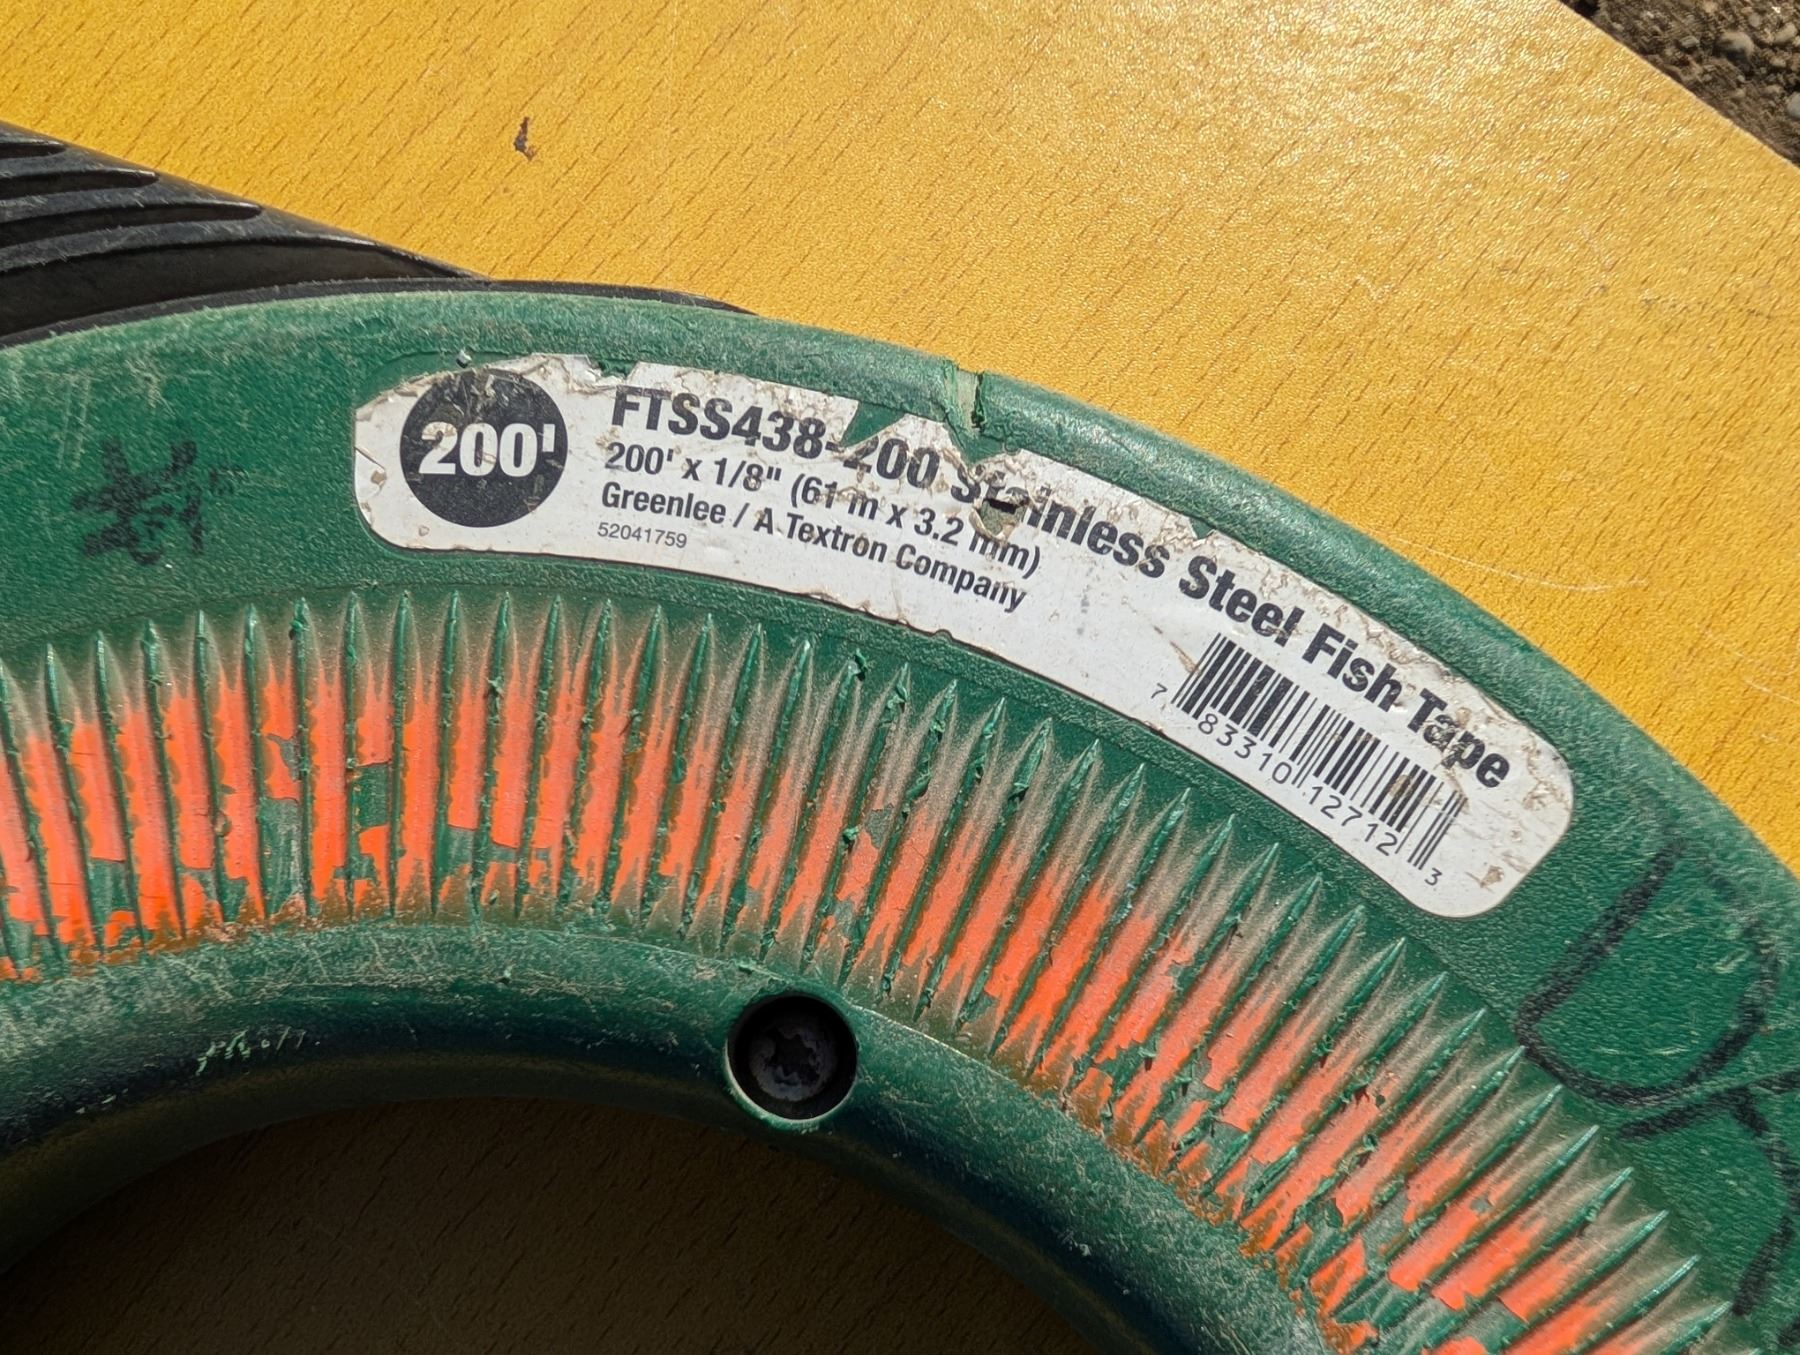 200'
FTSS438-200 Stainless Steel Fish Tape
200' x 1/8" (61 m x 3.2 mm)
Greenlee / A Textron Company
52041759
7 83310 12712 3